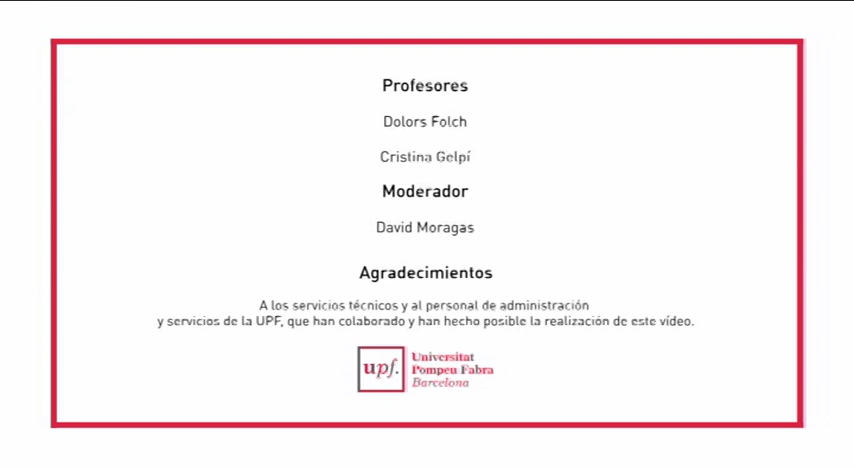 Profesores
Dolors Folch
Cristina Gelpí
Moderador
David Moragas
Agradecimientos
A los servicios técnicos y al personal de administración
y servicios de la UPF, que han colaborado y han hecho posible la realización de este vídeo.
upf.
Universitat
Pompeu Fabra
Barcelona